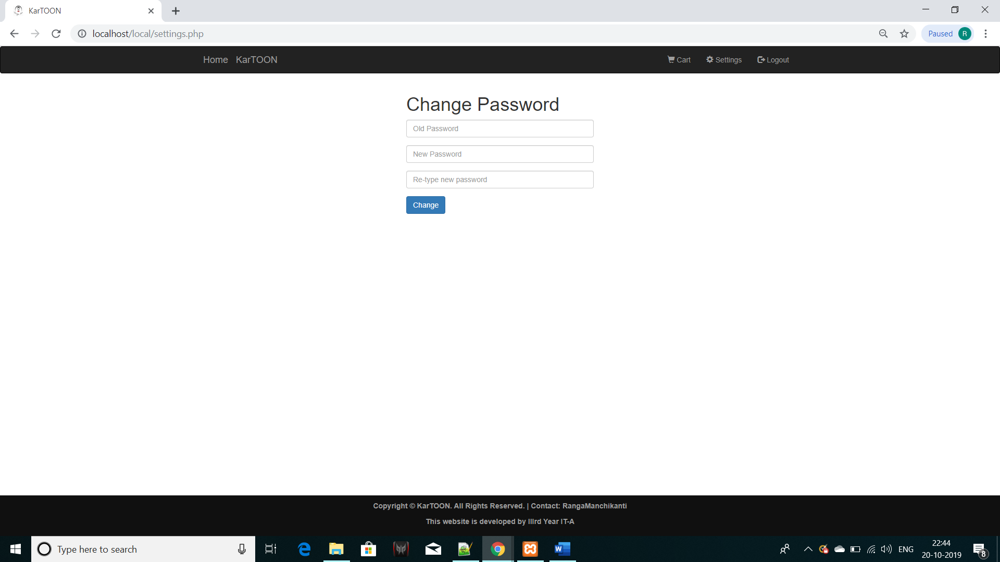 KarTOON
localhost/local/settings.php
Paused R
Home KarTOON Cart Settings Logout
Change Password
Old Password
New Password
Re-type new password
Change
Copyright © KarTOON. All Rights Reserved. | Contact: RangaManchikanti
This website is developed by IIIrd Year IT-A
Type here to search
ENG
22:44
20-10-2019
8